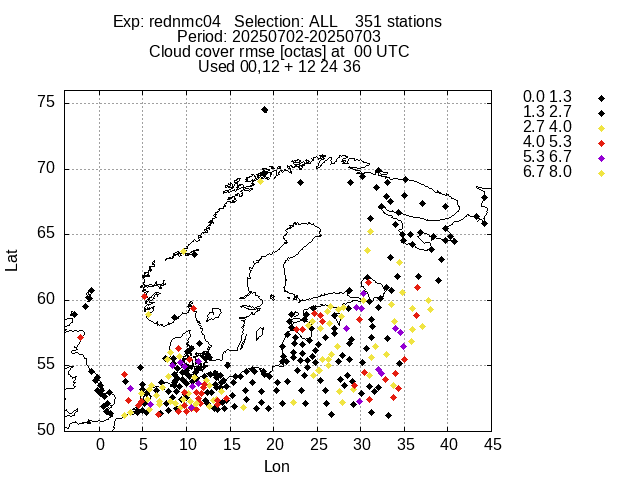 Exp: rednmc04   Selection: ALL    351 stations
Period: 20250702-20250703
Cloud cover rmse [octas] at  00 UTC
Used 00,12 + 12 24 36
0.0 1.3
1.3 2.7
2.7 4.0
4.0 5.3
5.3 6.7
6.7 8.0
75
70
65
60
55
50
Lat
0 5 10 15 20 25 30 35 40 45
Lon